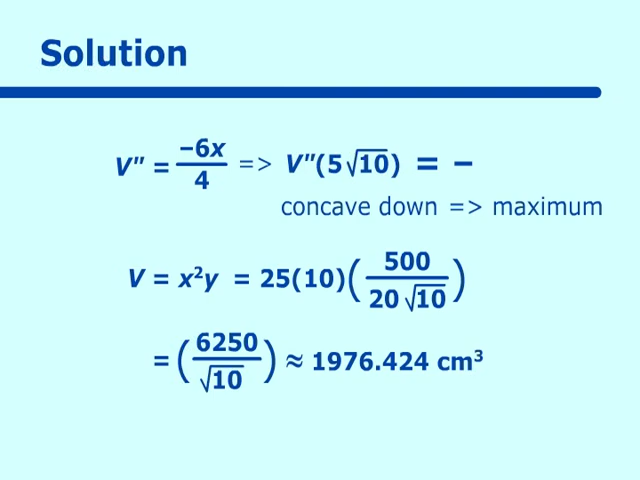 Solution
V" = –6x/4 => V"(5√10) = –
concave down => maximum
V = x²y = 25(10)(500/20√10)
= (6250/√10) ≈ 1976.424 cm³